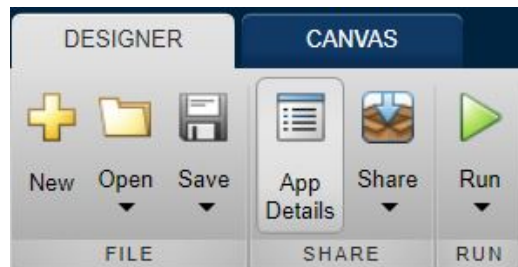 DESIGNER CANVAS
New Open Save App Details Share Run
FILE SHARE RUN